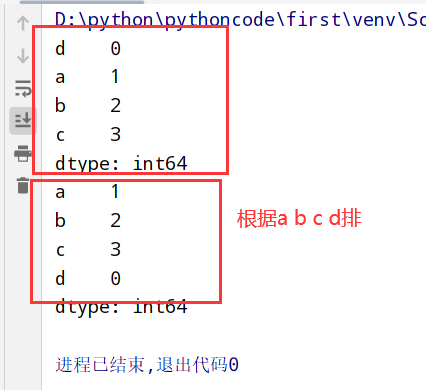 D:\python\pythoncode\first\venv\Sc
d    0
a    1
b    2
c    3
dtype: int64
a    1
b    2
c    3
d    0
dtype: int64
根据a b c d排
进程已结束,退出代码0